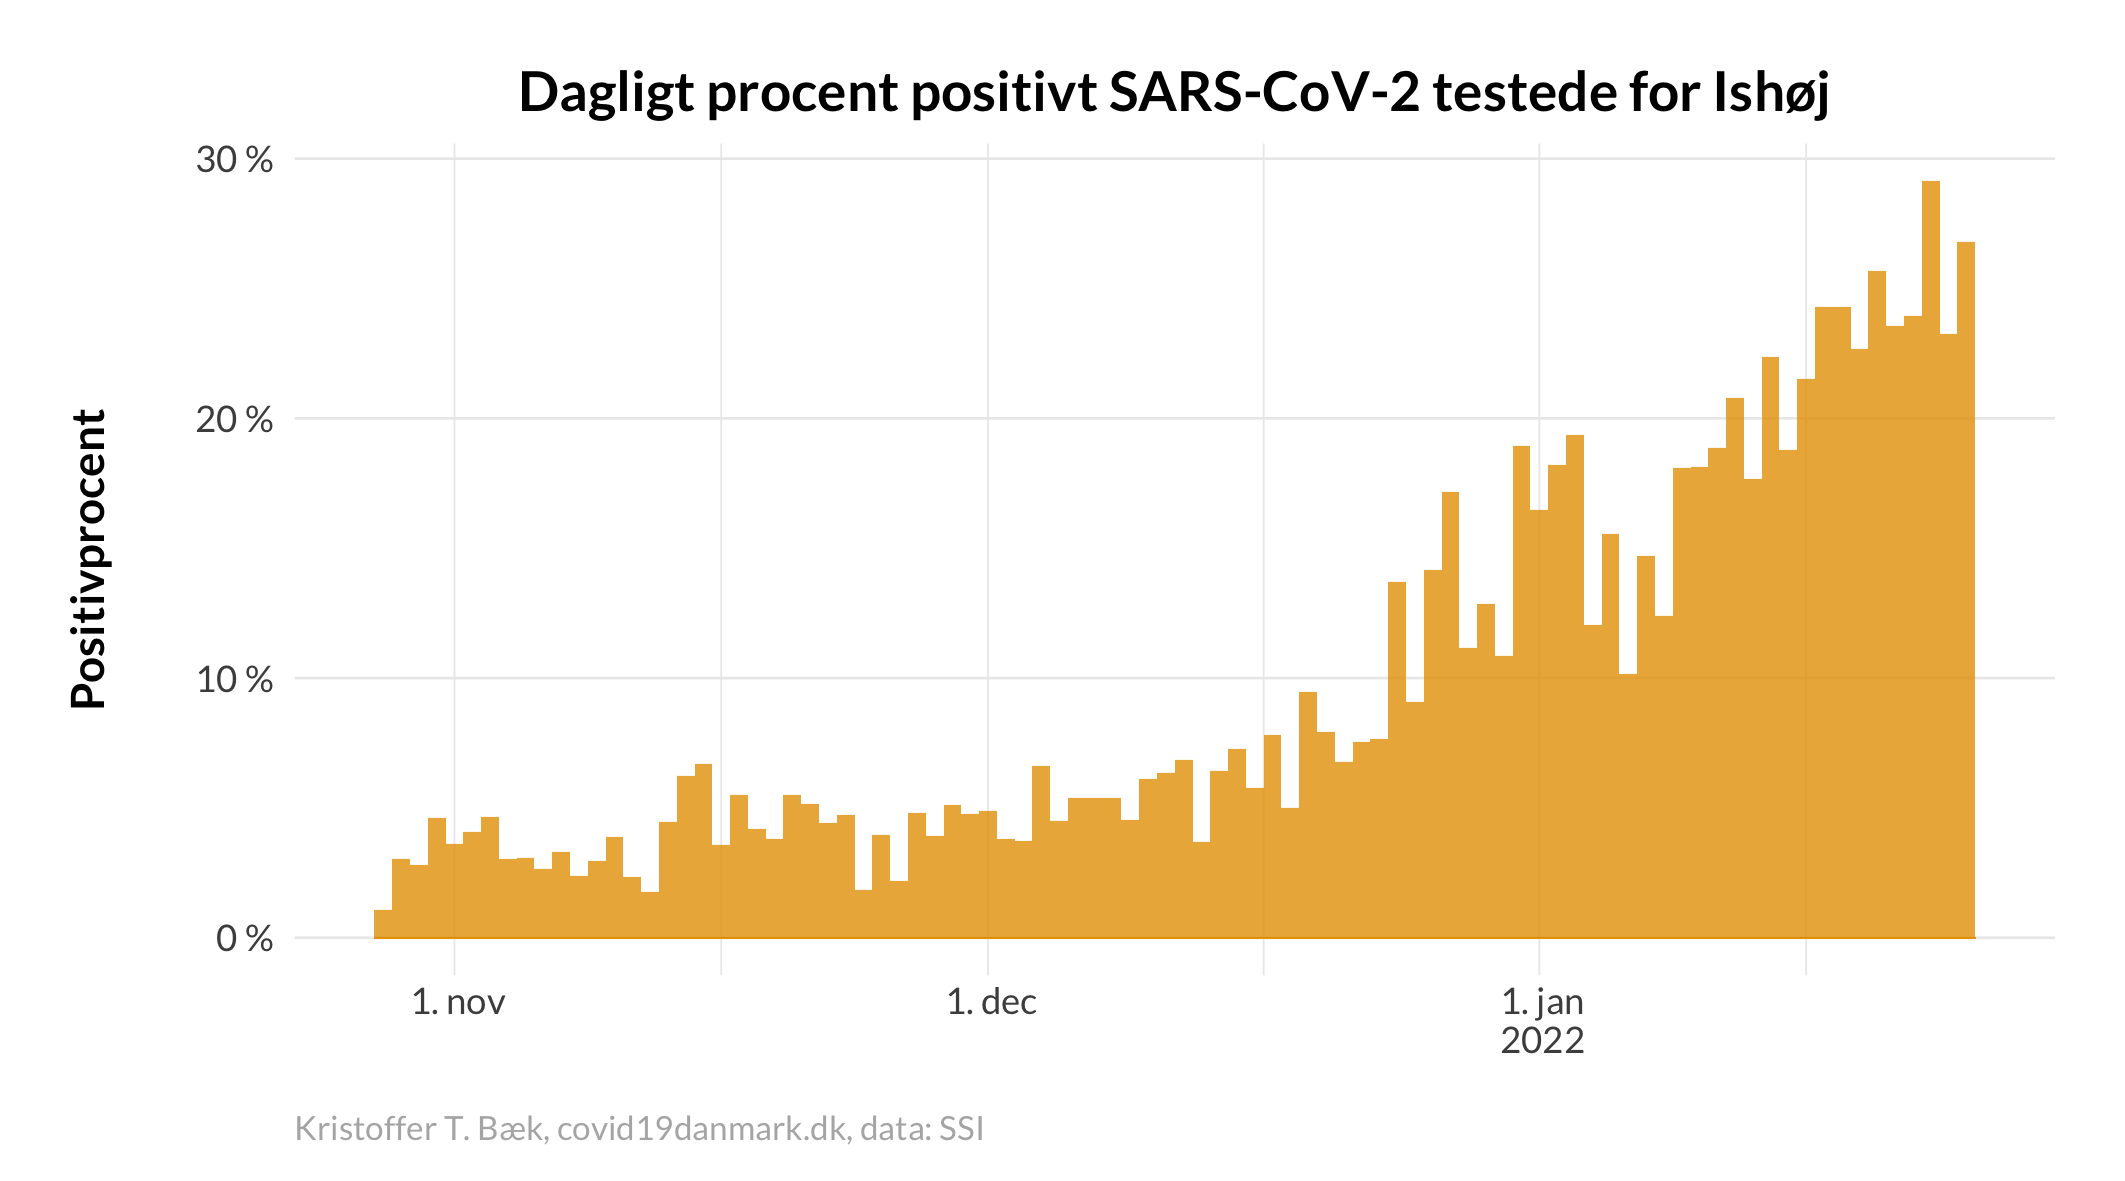 Dagligt procent positivt SARS-CoV-2 testede for Ishøj
Positivprocent
30 %
20 %
10 %
0 %
1. nov
1. dec
1. jan
2022
Kristoffer T. Bæk, covid19danmark.dk, data: SSI